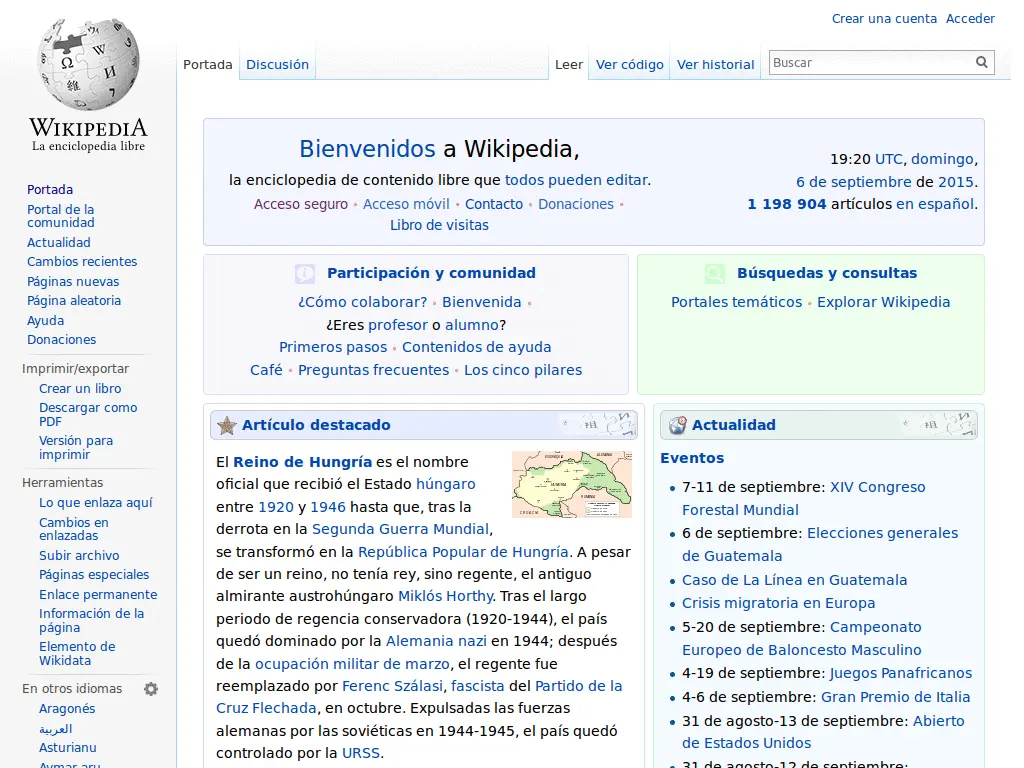 Crear una cuenta Acceder
WIKIPEDIA
La enciclopedia libre
Portada Discusión Leer Ver código Ver historial Buscar
Portada
Portal de la
comunidad
Actualidad
Cambios recientes
Páginas nuevas
Página aleatoria
Ayuda
Donaciones
Imprimir/exportar
Crear un libro
Descargar como
PDF
Versión para
imprimir
Herramientas
Lo que enlaza aquí
Cambios en
enlazadas
Subir archivo
Páginas especiales
Enlace permanente
Información de la
página
Elemento de
Wikidata
En otros idiomas
Aragonés
العربية
Asturianu
Aymar aru
Bienvenidos a Wikipedia,
la enciclopedia de contenido libre que todos pueden editar.
Acceso seguro • Acceso móvil • Contacto • Donaciones •
Libro de visitas
19:20 UTC, domingo,
6 de septiembre de 2015.
1 198 904 artículos en español.
Participación y comunidad
¿Cómo colaborar? • Bienvenida •
¿Eres profesor o alumno?
Primeros pasos • Contenidos de ayuda
Café • Preguntas frecuentes • Los cinco pilares
Búsquedas y consultas
Portales temáticos • Explorar Wikipedia
Artículo destacado
El Reino de Hungría es el nombre
oficial que recibió el Estado húngaro
entre 1920 y 1946 hasta que, tras la
derrota en la Segunda Guerra Mundial,
se transformó en la República Popular de Hungría. A pesar
de ser un reino, no tenía rey, sino regente, el antiguo
almirante austrohúngaro Miklós Horthy. Tras el largo
periodo de regencia conservadora (1920-1944), el país
quedó dominado por la Alemania nazi en 1944; después
de la ocupación militar de marzo, el regente fue
reemplazado por Ferenc Szálasi, fascista del Partido de la
Cruz Flechada, en octubre. Expulsadas las fuerzas
alemanas por las soviéticas en 1944-1945, el país quedó
controlado por la URSS.
Actualidad
Eventos
• 7-11 de septiembre: XIV Congreso
Forestal Mundial
• 6 de septiembre: Elecciones generales
de Guatemala
• Caso de La Línea en Guatemala
• Crisis migratoria en Europa
• 5-20 de septiembre: Campeonato
Europeo de Baloncesto Masculino
• 4-19 de septiembre: Juegos Panafricanos
• 4-6 de septiembre: Gran Premio de Italia
• 31 de agosto-13 de septiembre: Abierto
de Estados Unidos
• 31 de agosto-12 de septiembre: